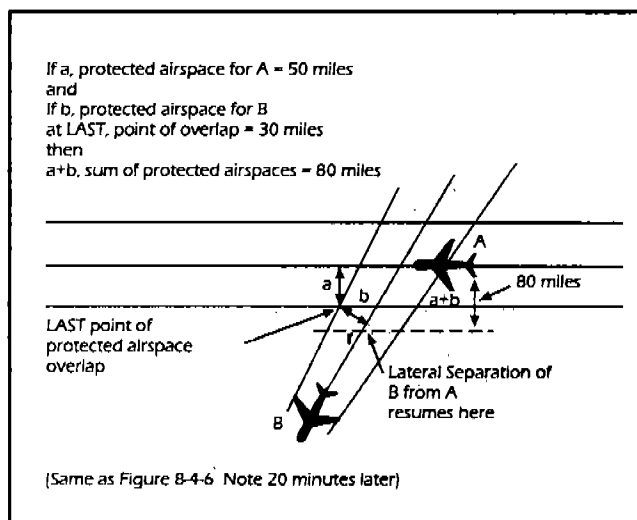 If a, protected airspace for A = 50 miles
and
If b, protected airspace for B
at LAST, point of overlap = 30 miles
then
a+b, sum of protected airspaces = 80 miles
A
a
b
a+b
80 miles
LAST point of
protected airspace
overlap
r
Lateral Separation of
B from A
resumes here
B
(Same as Figure 8-4-6 Note 20 minutes later)